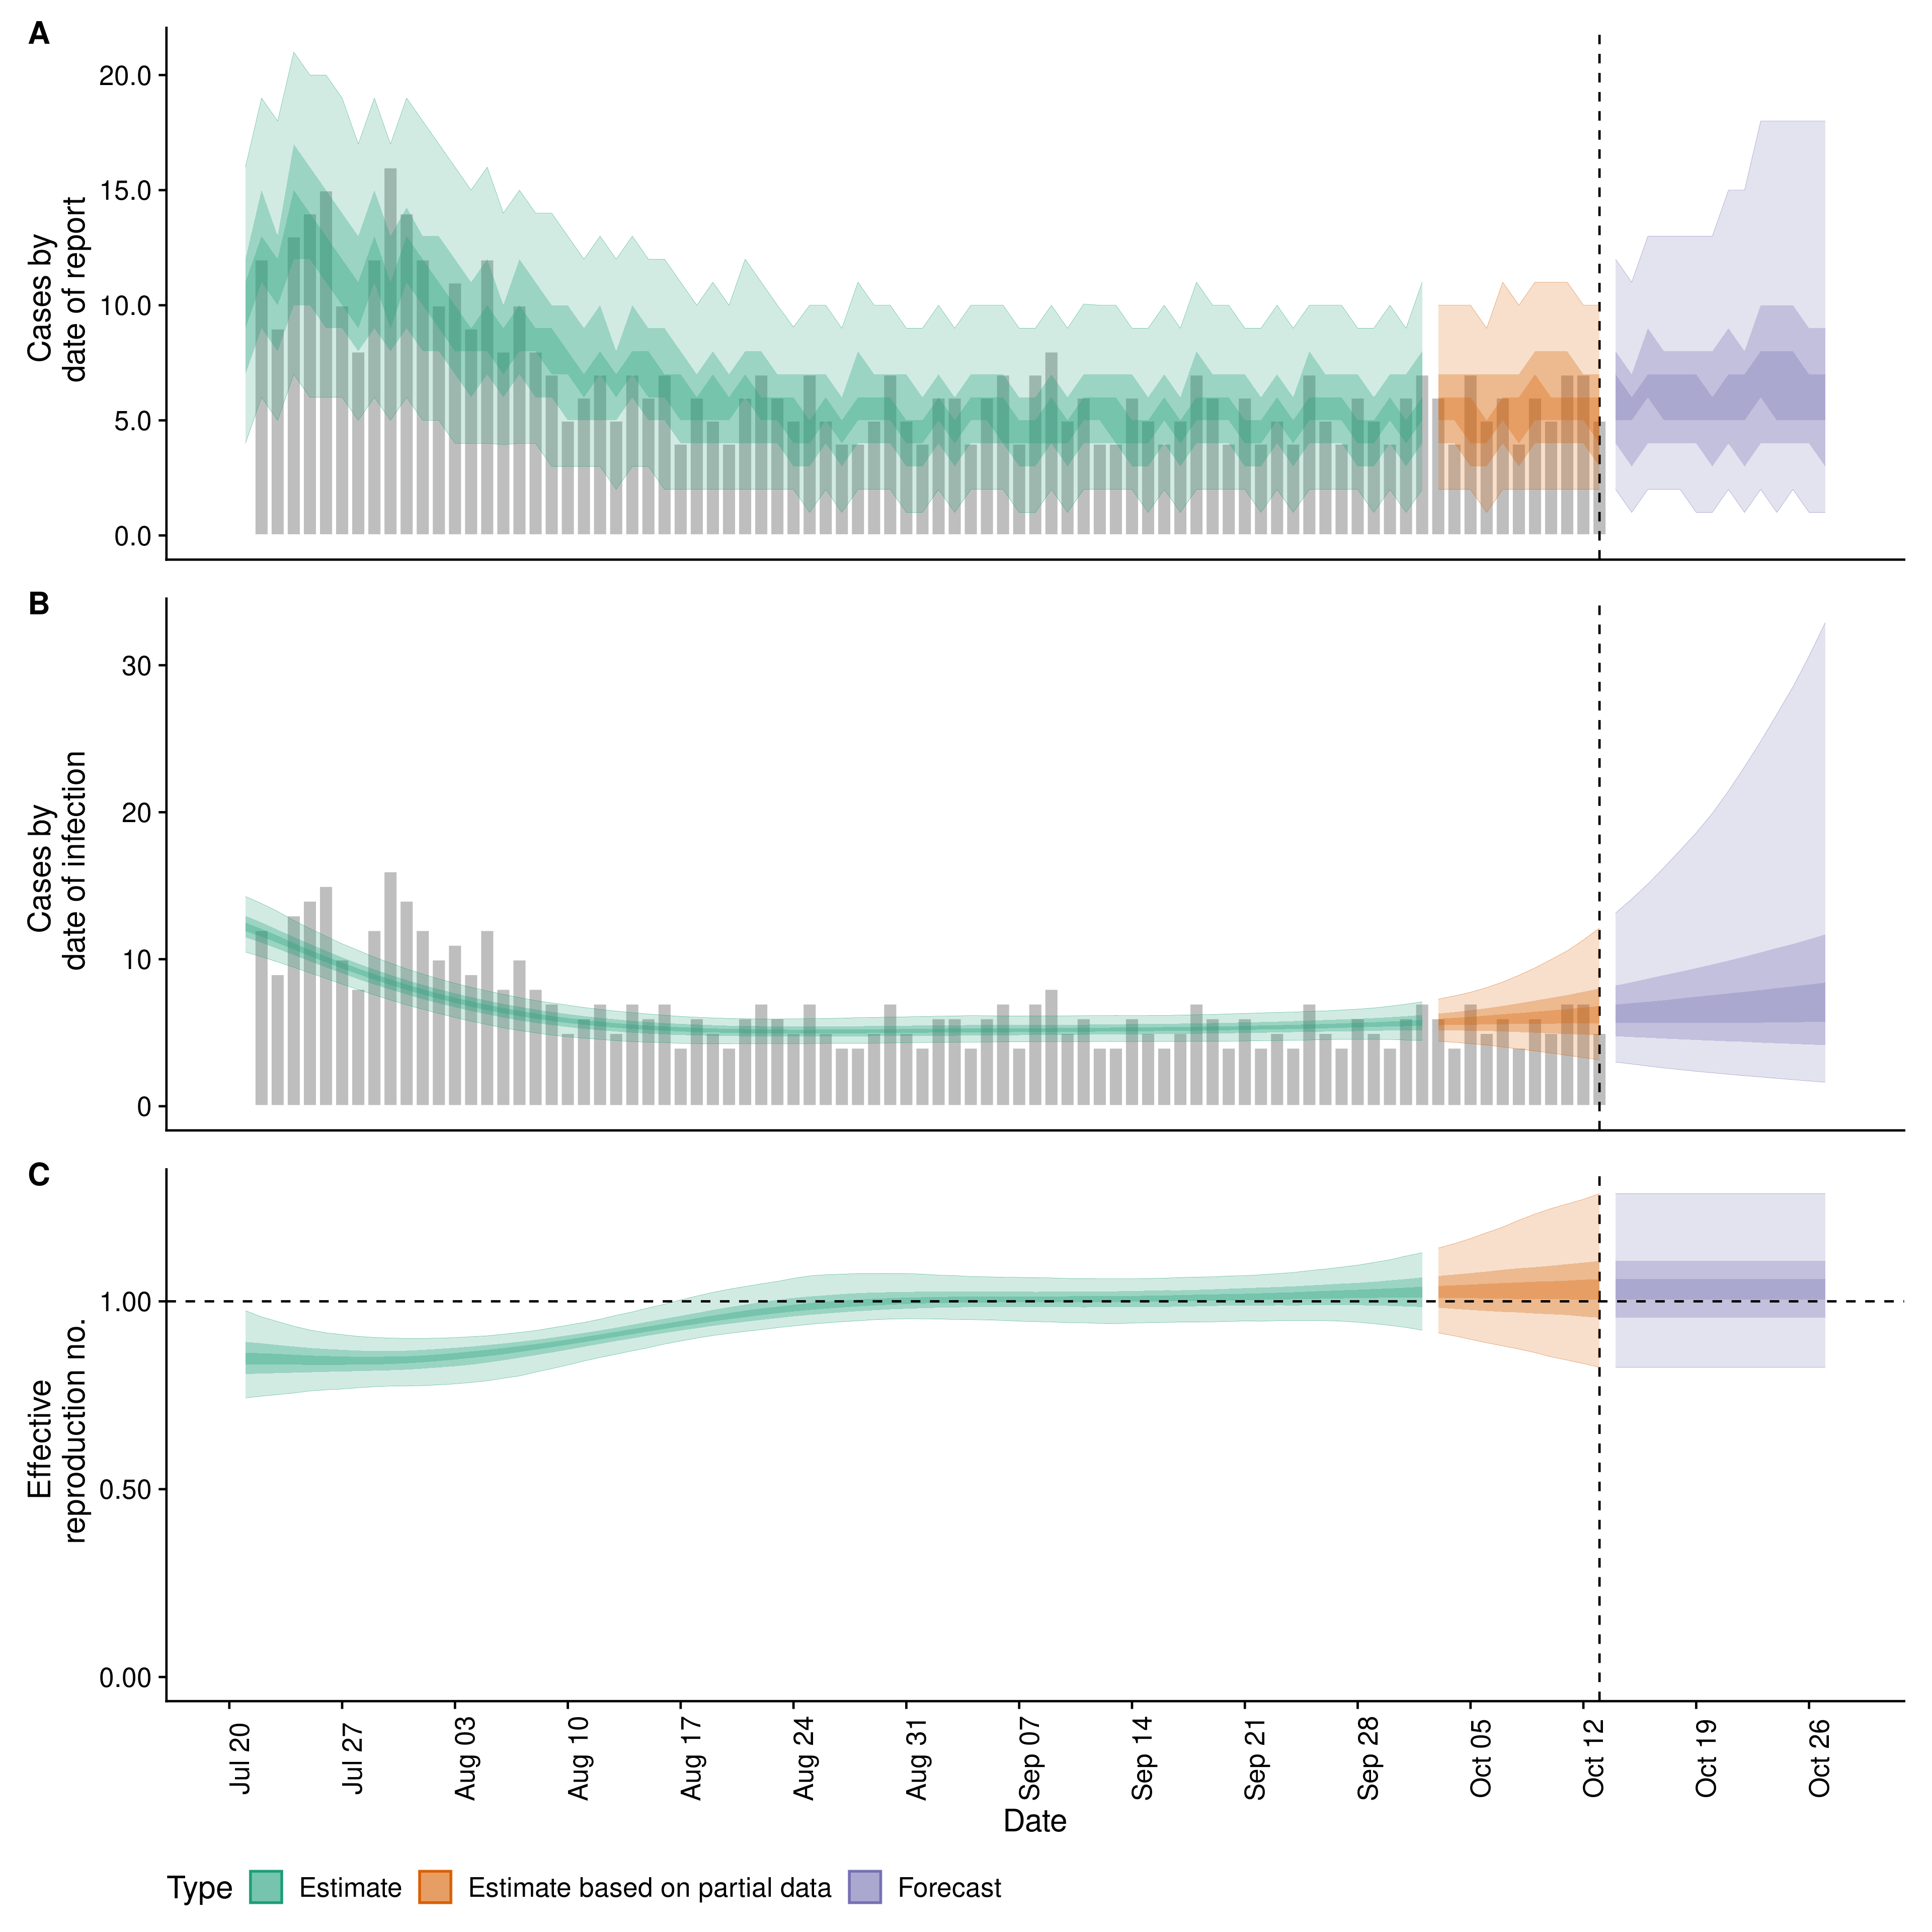 A
20.0
15.0
10.0
5.0
0.0
Cases by
date of report
B
30
20
10
0
Cases by
date of infection
C
1.00
0.50
0.00
Effective
reproduction no.
Jul 20
Jul 27
Aug 03
Aug 10
Aug 17
Aug 24
Aug 31
Sep 07
Sep 14
Sep 21
Sep 28
Oct 05
Oct 12
Oct 19
Oct 26
Date
Type Estimate Estimate based on partial data Forecast